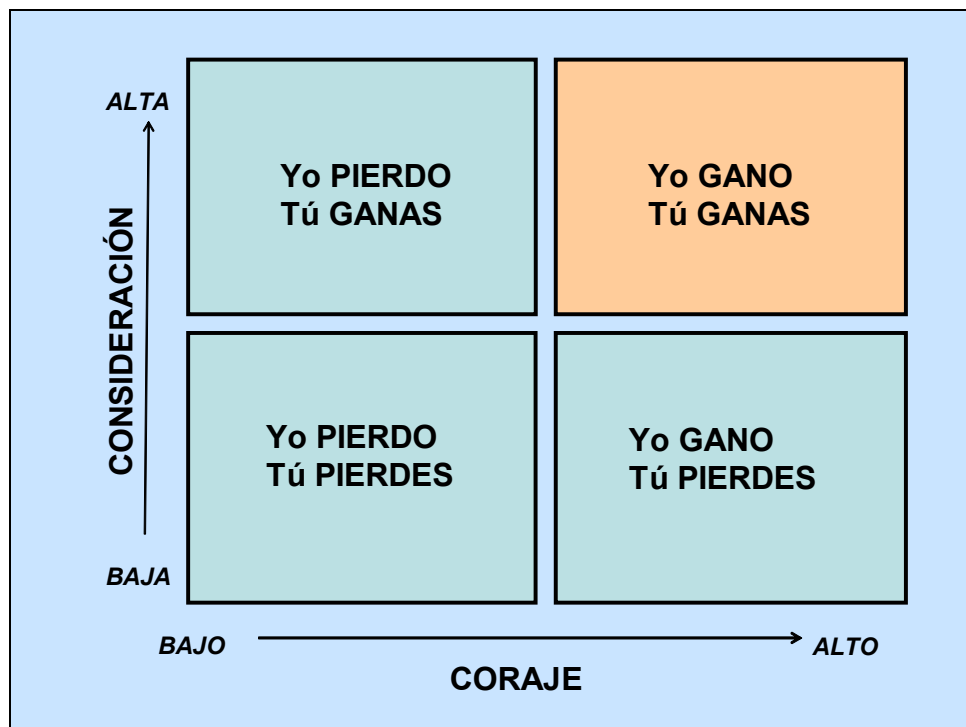 ALTA
Yo PIERDO
Tú GANAS
Yo GANO
Tú GANAS
CONSIDERACIÓN
Yo PIERDO
Tú PIERDES
Yo GANO
Tú PIERDES
BAJA
BAJO
ALTO
CORAJE